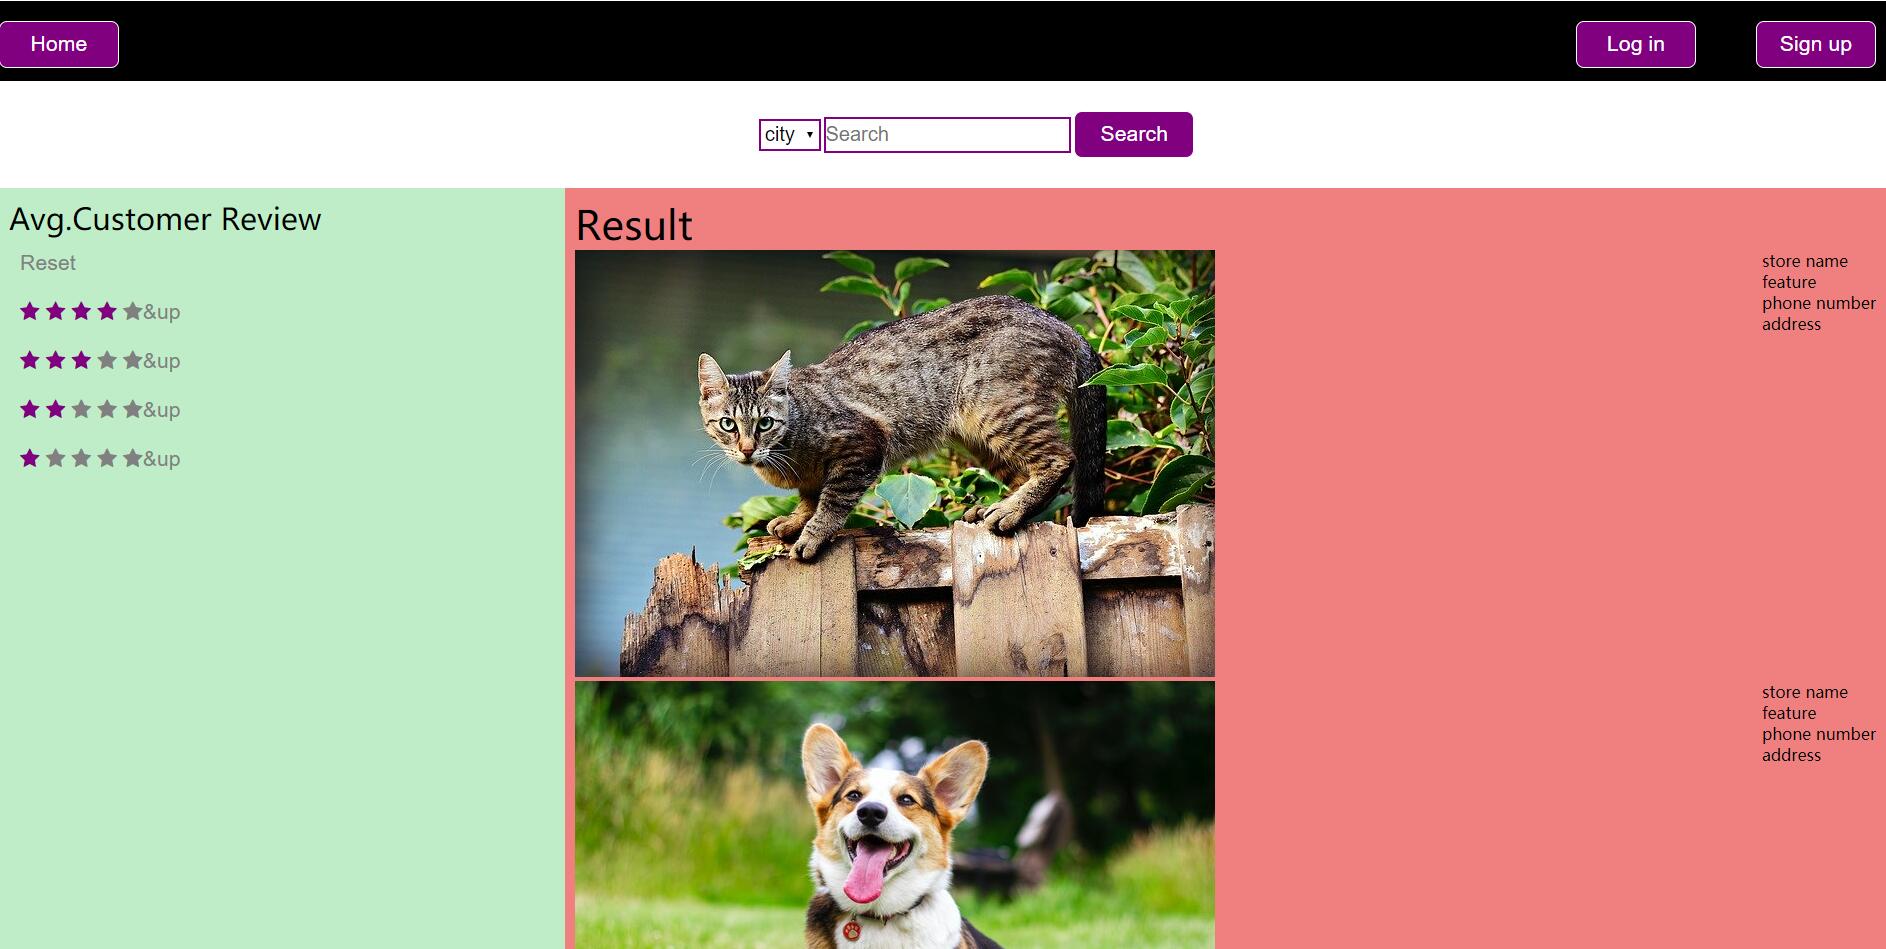 Home
Log in
Sign up
city
Search
Search
Avg.Customer Review
Reset
&up
&up
&up
&up
Result
store name
feature
phone number
address
store name
feature
phone number
address